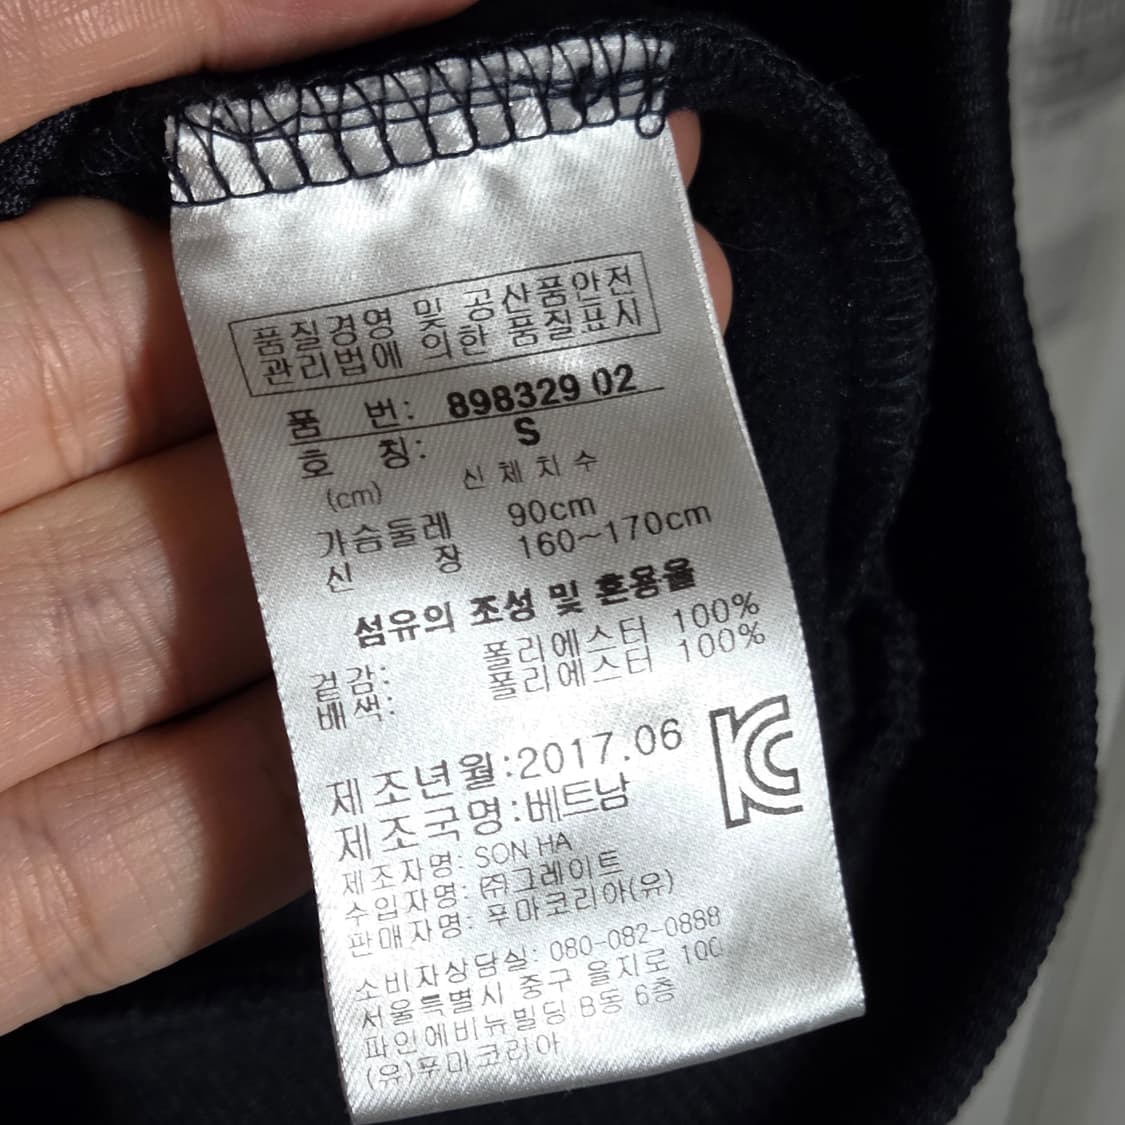 품질경영 및 공산품안전
관리법에 의한 품질표시
품 번: 898329 02
호 칭: S
(cm) 신체치수
가슴둘레 90cm
신 장 160~170cm
섬유의 조성 및 혼용율
겉감: 폴리에스터 100%
배색: 폴리에스터 100%
제조년월:2017.06
제조국명:베트남
제조자명: SON HA
수입자명: ㈜그레이트
판매자명: 푸마코리아(유)
소비자상담실: 080-082-0888
서울특별시 중구 을지로 100
파인에비뉴빌딩 B동 6층
(유)푸마코리아
KC